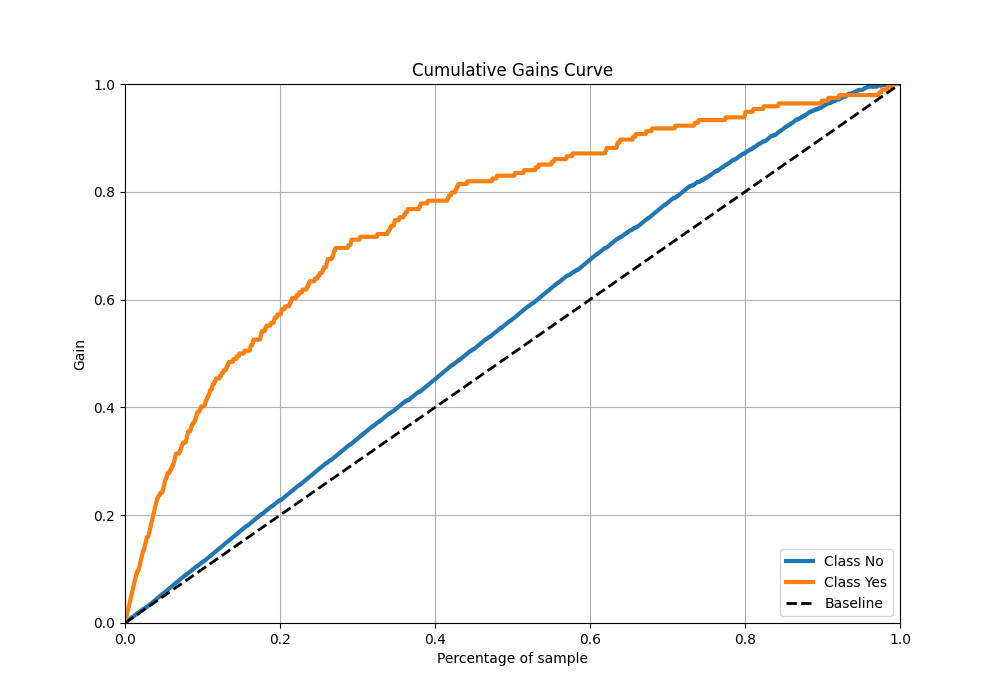 Cumulative Gains Curve
1.0
0.8
0.6
0.4
0.2
0.0
Gain
0.0 0.2 0.4 0.6 0.8 1.0
Percentage of sample
Class No
Class Yes
Baseline